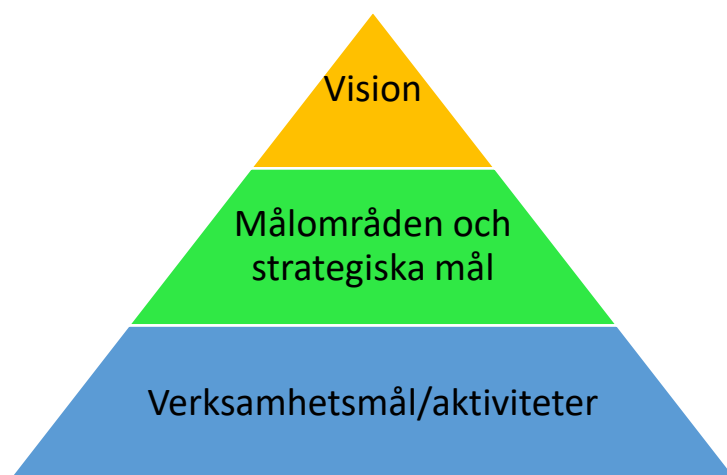 Vision
Målområden och
strategiska mål
Verksamhetsmål/aktiviteter